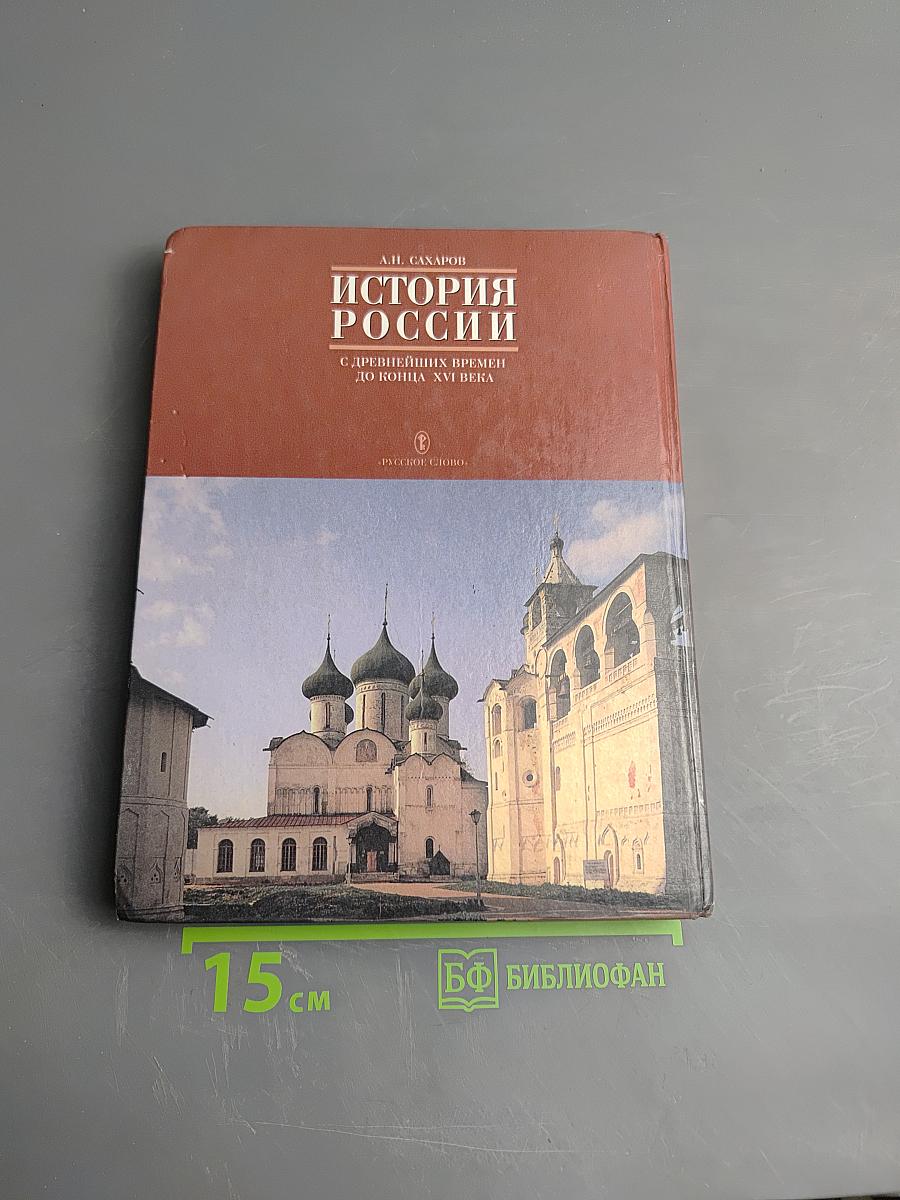 А.Н. САХАРОВ
ИСТОРИЯ
РОССИИ
С ДРЕВНЕЙШИХ ВРЕМЕН
ДО КОНЦА XVI ВЕКА
«РУССКОЕ СЛОВО»
15 см
БФ БИБЛИОФАН